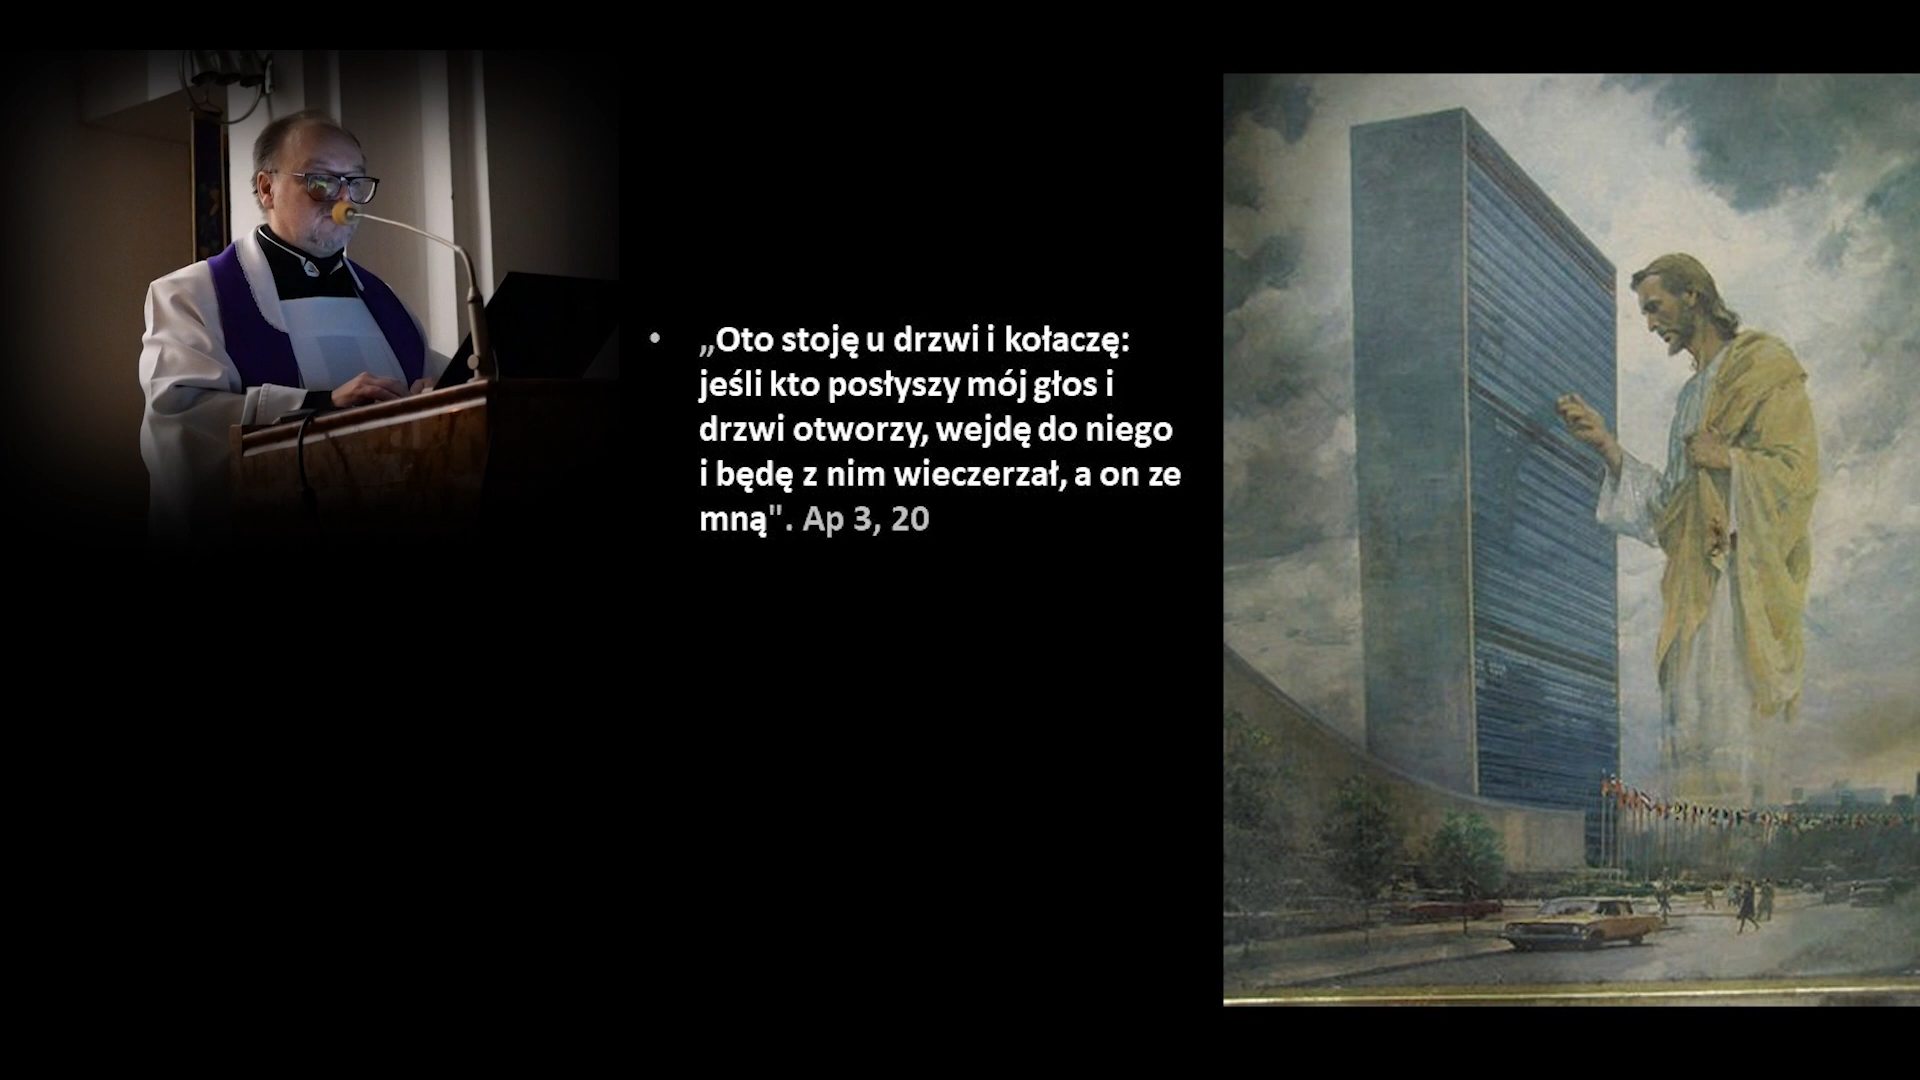 • „Oto stoję u drzwi i kołaczę:
jeśli kto posłyszy mój głos i
drzwi otworzy, wejdę do niego
i będę z nim wieczerzał, a on ze
mną". Ap 3, 20